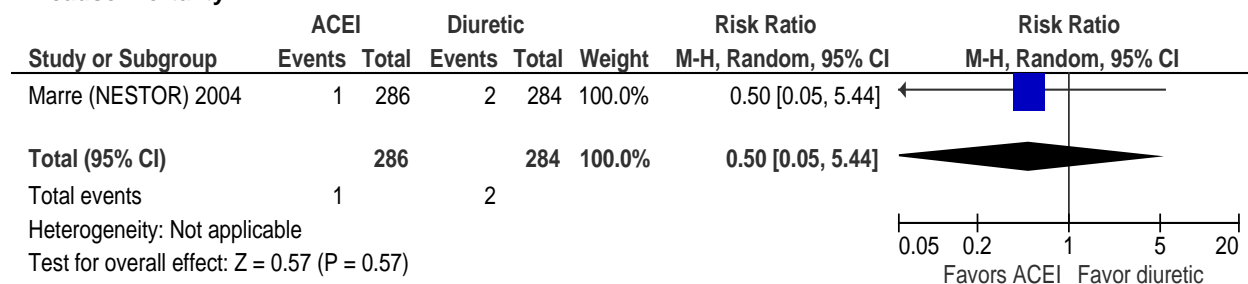 ACEI Diuretic Risk Ratio Risk Ratio
Study or Subgroup Events Total Events Total Weight M-H, Random, 95% CI M-H, Random, 95% CI
Marre (NESTOR) 2004 1 286 2 284 100.0% 0.50 [0.05, 5.44]
Total (95% CI) 286 284 100.0% 0.50 [0.05, 5.44]
Total events 1 2
Heterogeneity: Not applicable
Test for overall effect: Z = 0.57 (P = 0.57)
0.05 0.2 1 5 20
Favors ACEI Favor diuretic